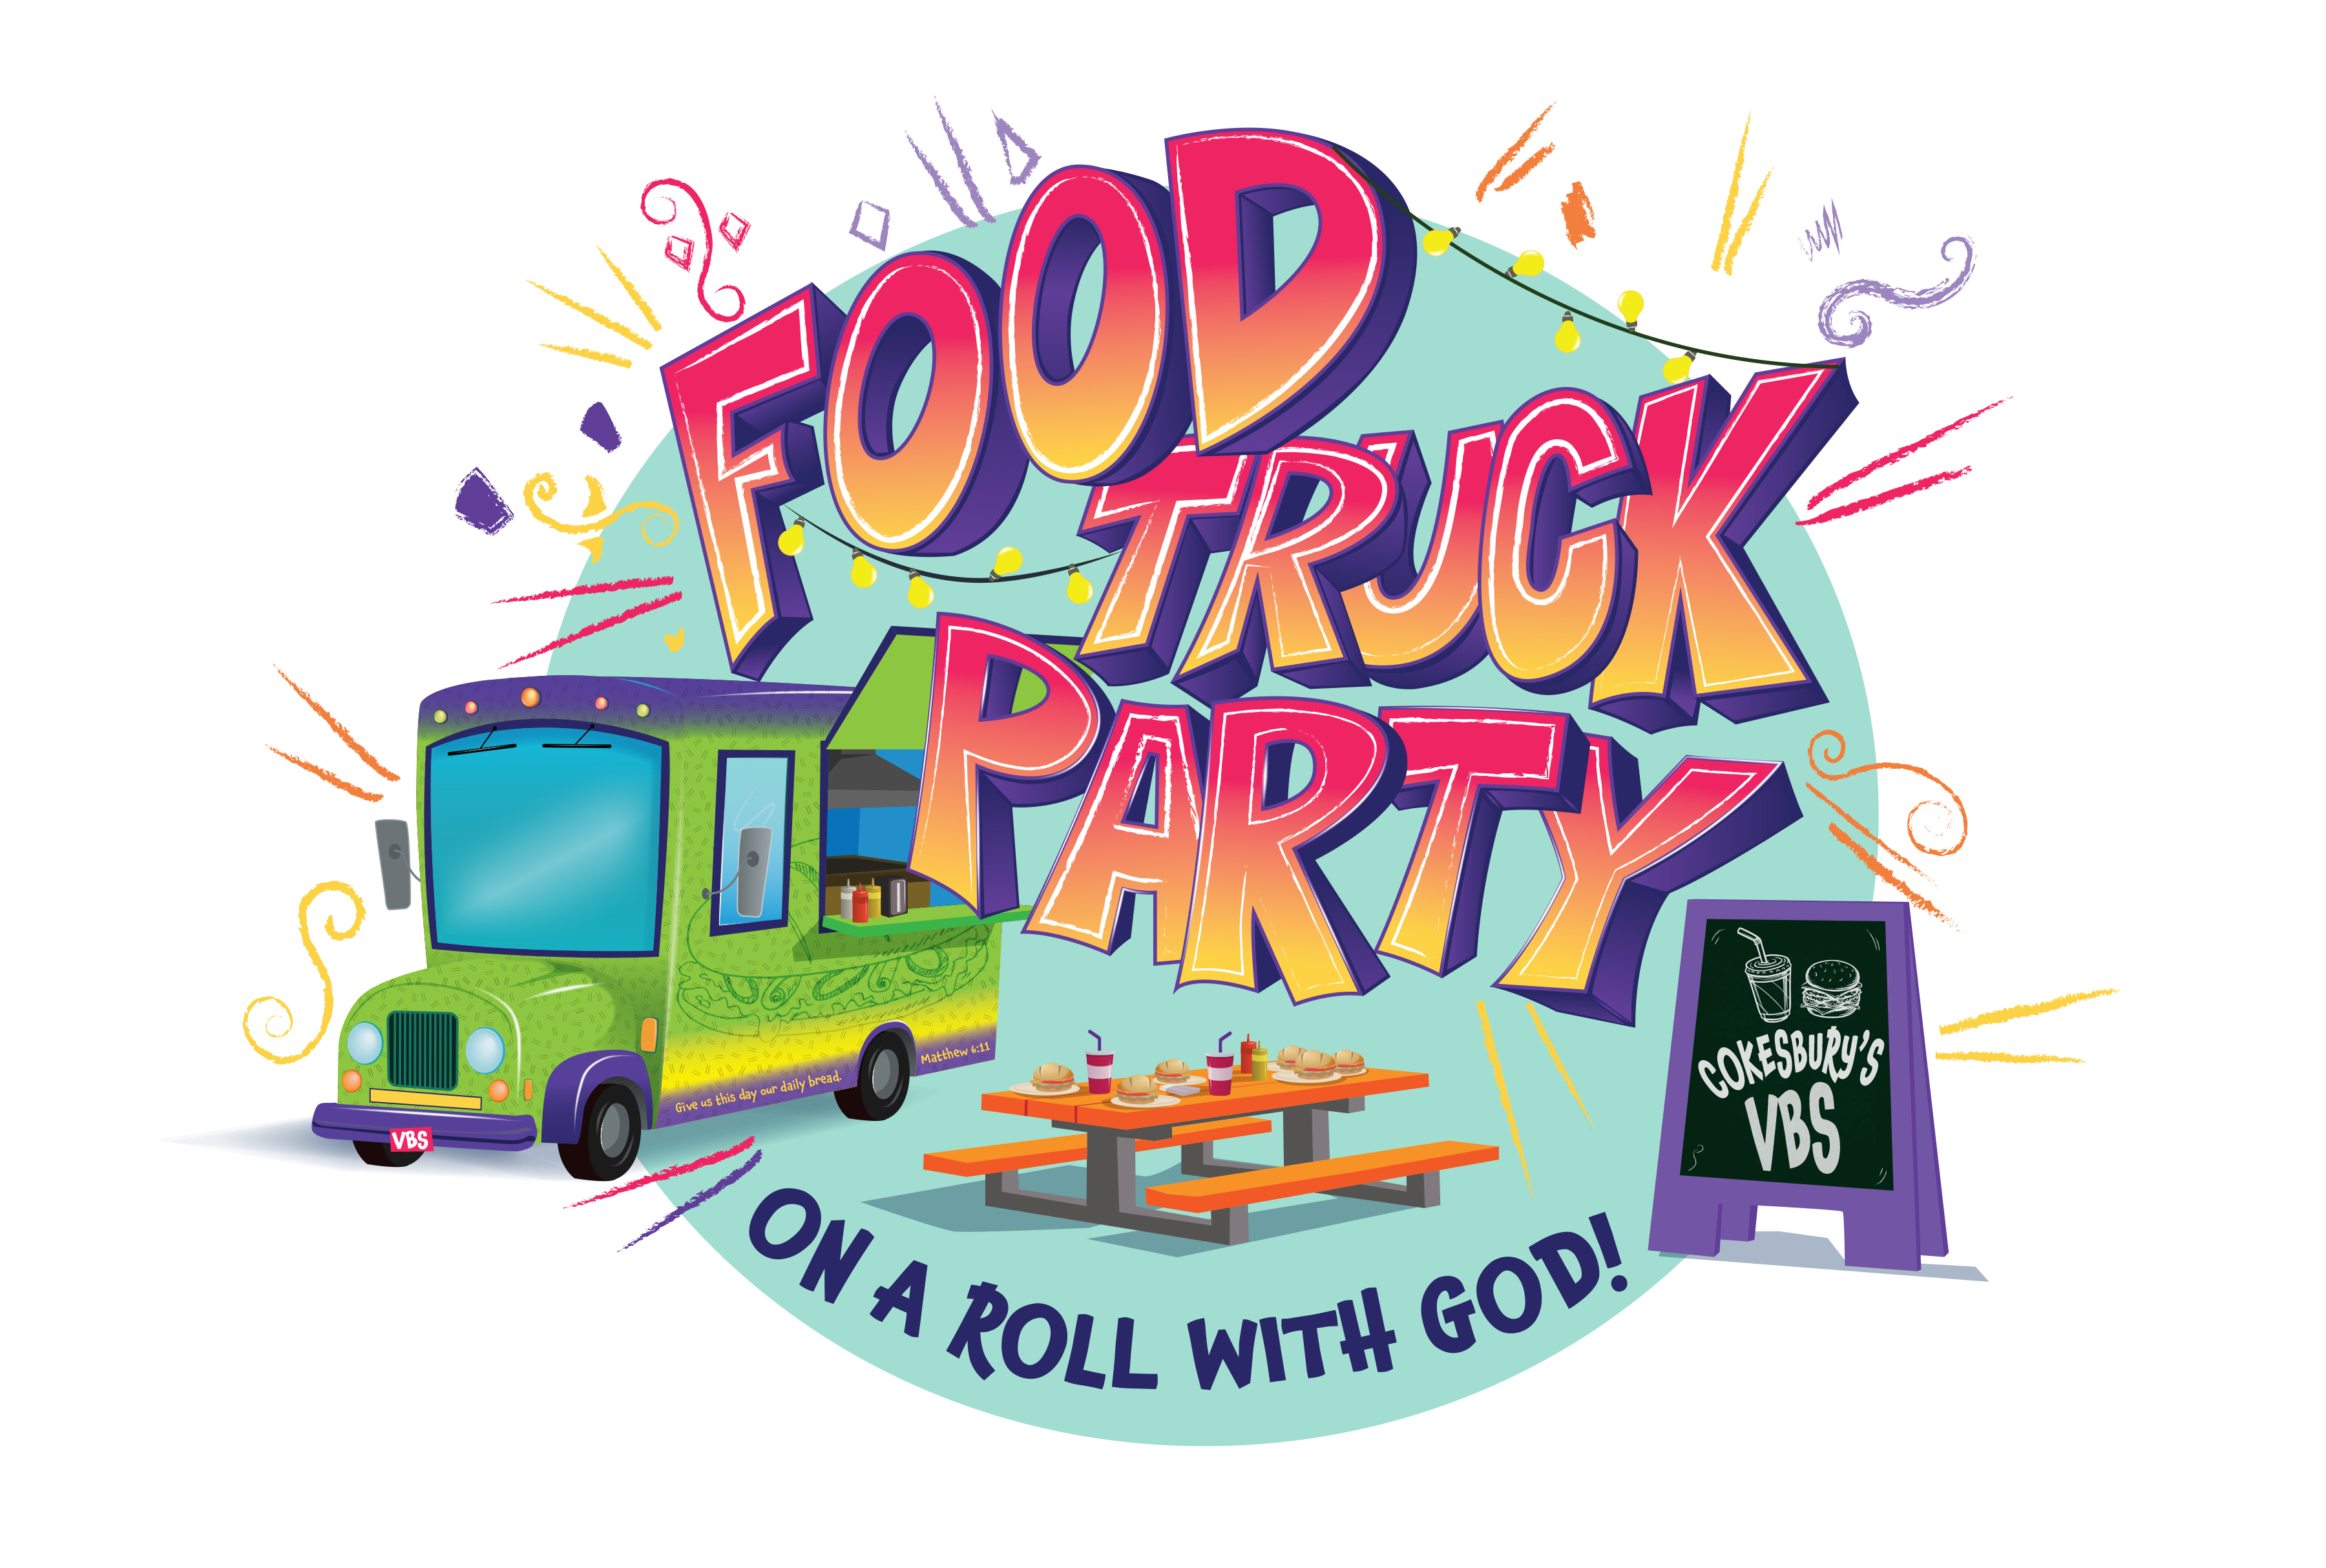 FOOD
TRUCK
PARTY
Give us this day our daily bread.
Matthew 6:11
VBS
COKESBURY'S
VBS
ON A ROLL WITH GOD!